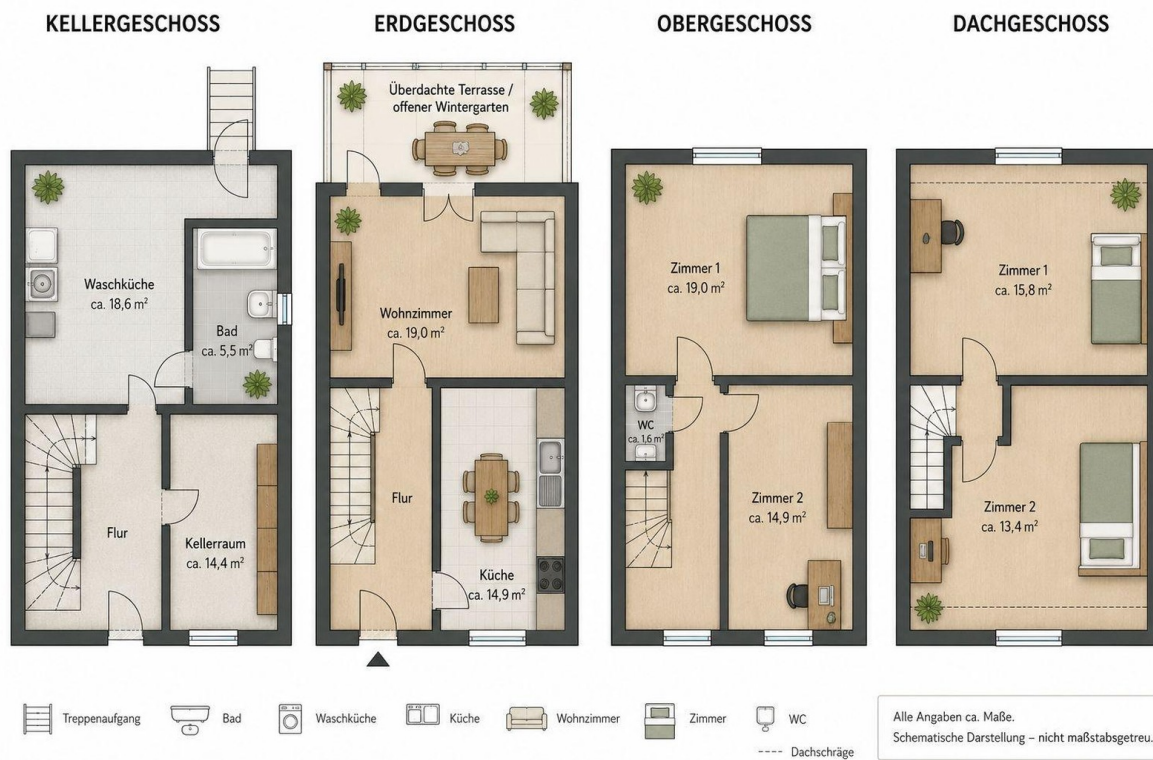 KELLERGESCHOSS
ERDGESCHOSS
OBERGESCHOSS
DACHGESCHOSS
Waschküche
ca. 18,6 m²
Bad
ca. 5,5 m²
Flur
Kellerraum
ca. 14,4 m²
Überdachte Terrasse /
offener Wintergarten
Wohnzimmer
ca. 19,0 m²
Flur
Küche
ca. 14,9 m²
Zimmer 1
ca. 19,0 m²
WC
ca. 1,6 m²
Zimmer 2
ca. 14,9 m²
Zimmer 1
ca. 15,8 m²
Zimmer 2
ca. 13,4 m²
Treppenaufgang
Bad
Waschküche
Küche
Wohnzimmer
Zimmer
WC
Dachschräge
Alle Angaben ca. Maße.
Schematische Darstellung – nicht maßstabsgetreu.